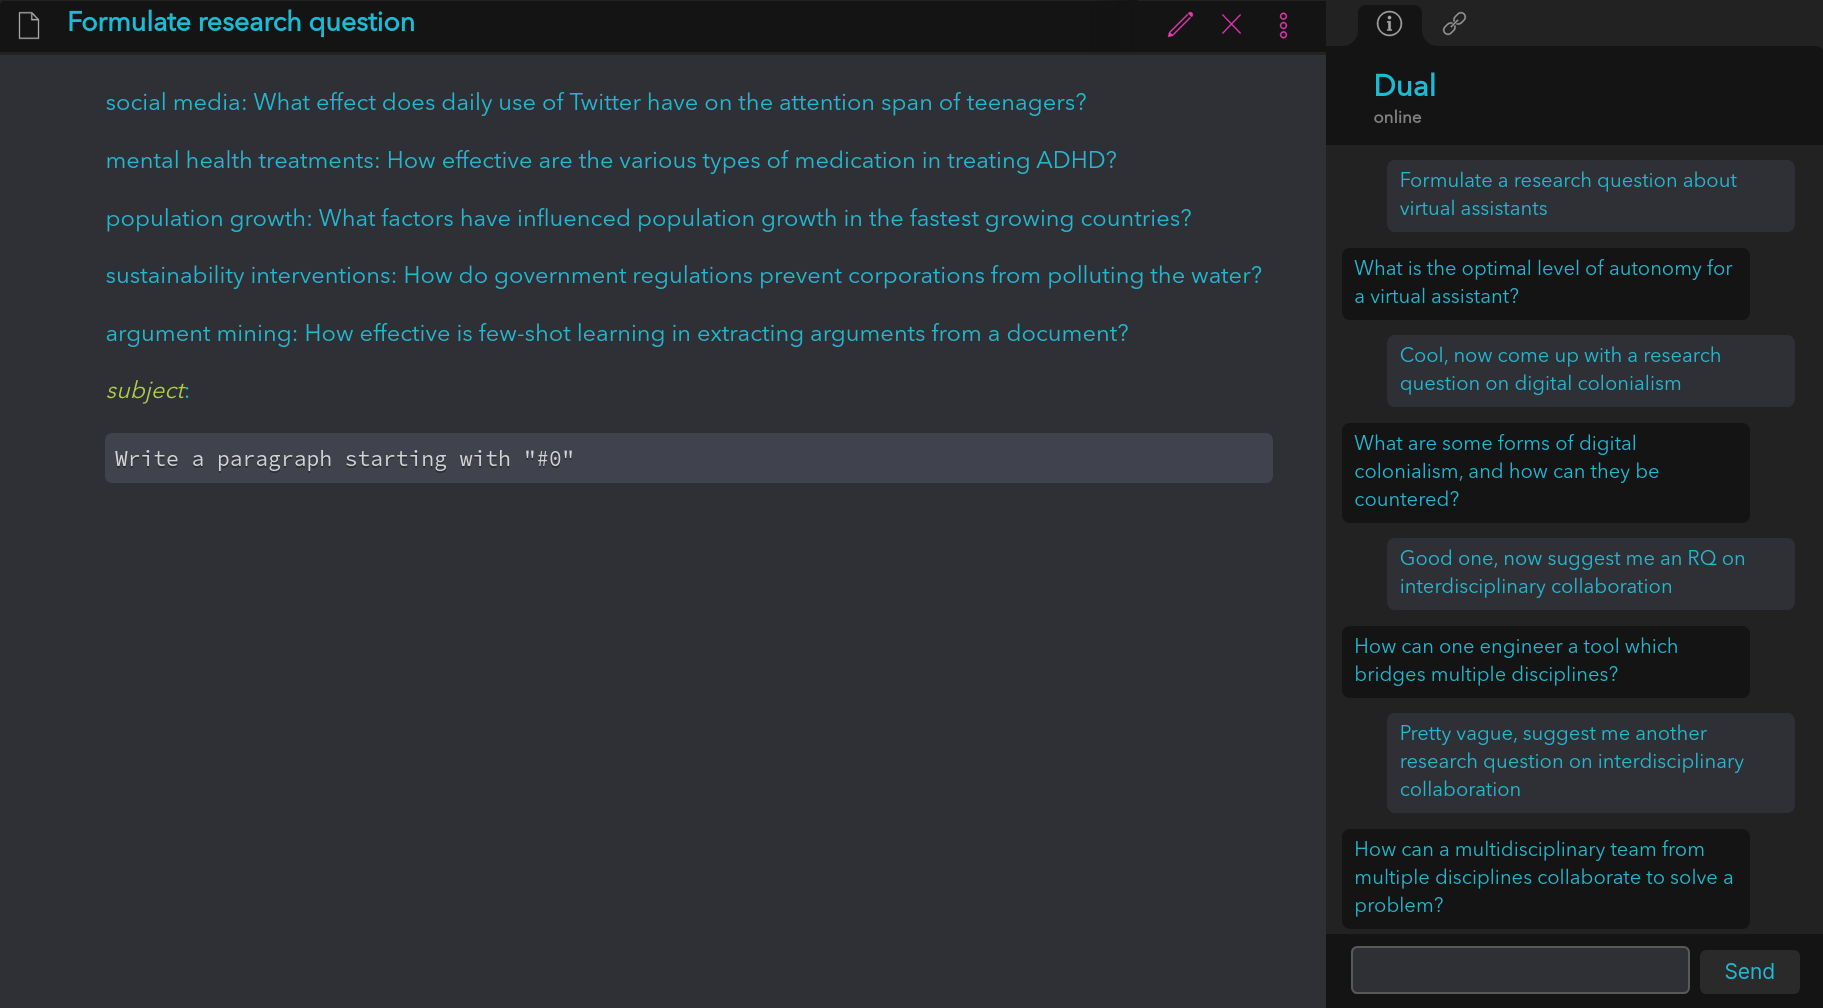 Formulate research question
social media: What effect does daily use of Twitter have on the attention span of teenagers?
mental health treatments: How effective are the various types of medication in treating ADHD?
population growth: What factors have influenced population growth in the fastest growing countries?
sustainability interventions: How do government regulations prevent corporations from polluting the water?
argument mining: How effective is few-shot learning in extracting arguments from a document?
subject:
Write a paragraph starting with "#0"
Dual
online
Formulate a research question about
virtual assistants
What is the optimal level of autonomy for
a virtual assistant?
Cool, now come up with a research
question on digital colonialism
What are some forms of digital
colonialism, and how can they be
countered?
Good one, now suggest me an RQ on
interdisciplinary collaboration
How can one engineer a tool which
bridges multiple disciplines?
Pretty vague, suggest me another
research question on interdisciplinary
collaboration
How can a multidisciplinary team from
multiple disciplines collaborate to solve a
problem?
Send